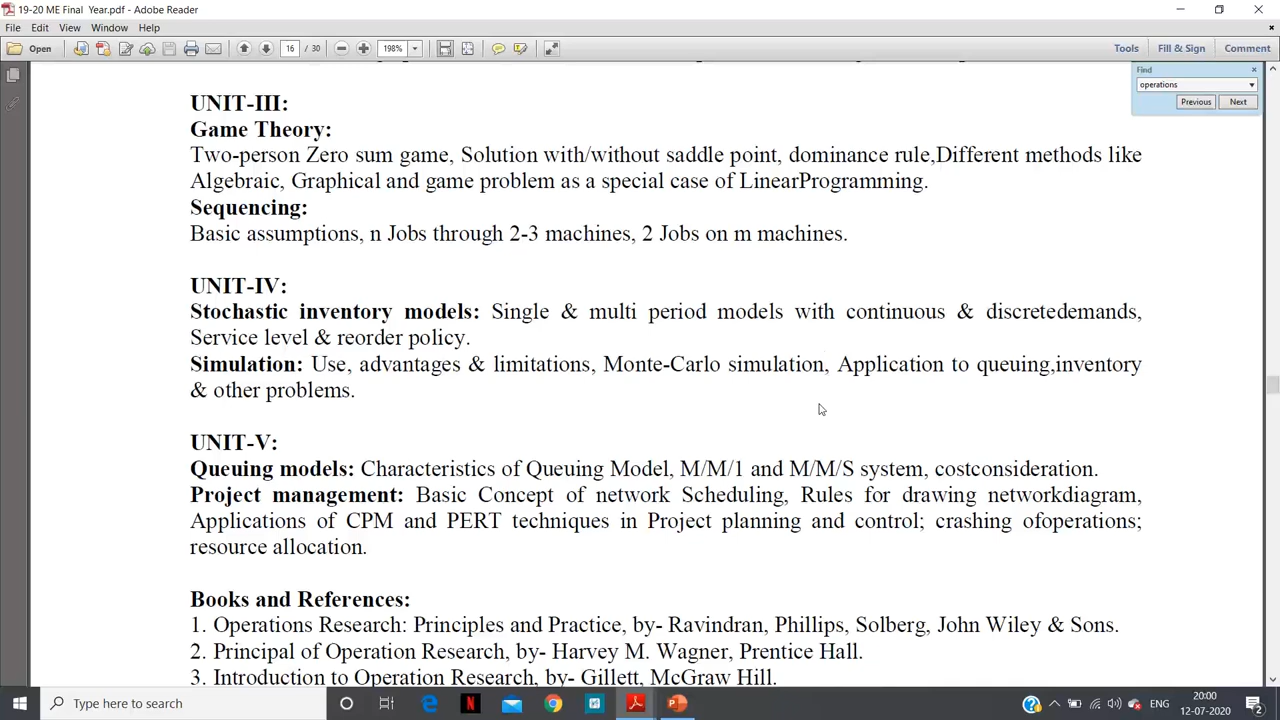 19-20 ME Final Year.pdf - Adobe Reader
File Edit View Window Help
Open 16 / 30 198% Tools Fill & Sign Comment
Find
operations
Previous Next
UNIT-III:
Game Theory:
Two-person Zero sum game, Solution with/without saddle point, dominance rule,Different methods like
Algebraic, Graphical and game problem as a special case of LinearProgramming.
Sequencing:
Basic assumptions, n Jobs through 2-3 machines, 2 Jobs on m machines.
UNIT-IV:
Stochastic inventory models: Single & multi period models with continuous & discretedemands,
Service level & reorder policy.
Simulation: Use, advantages & limitations, Monte-Carlo simulation, Application to queuing,inventory
& other problems.
UNIT-V:
Queuing models: Characteristics of Queuing Model, M/M/1 and M/M/S system, costconsideration.
Project management: Basic Concept of network Scheduling, Rules for drawing networkdiagram,
Applications of CPM and PERT techniques in Project planning and control; crashing ofoperations;
resource allocation.
Books and References:
1. Operations Research: Principles and Practice, by- Ravindran, Phillips, Solberg, John Wiley & Sons.
2. Principal of Operation Research, by- Harvey M. Wagner, Prentice Hall.
3. Introduction to Operation Research, by- Gillett, McGraw Hill.
Type here to search
ENG
20:00
12-07-2020
2